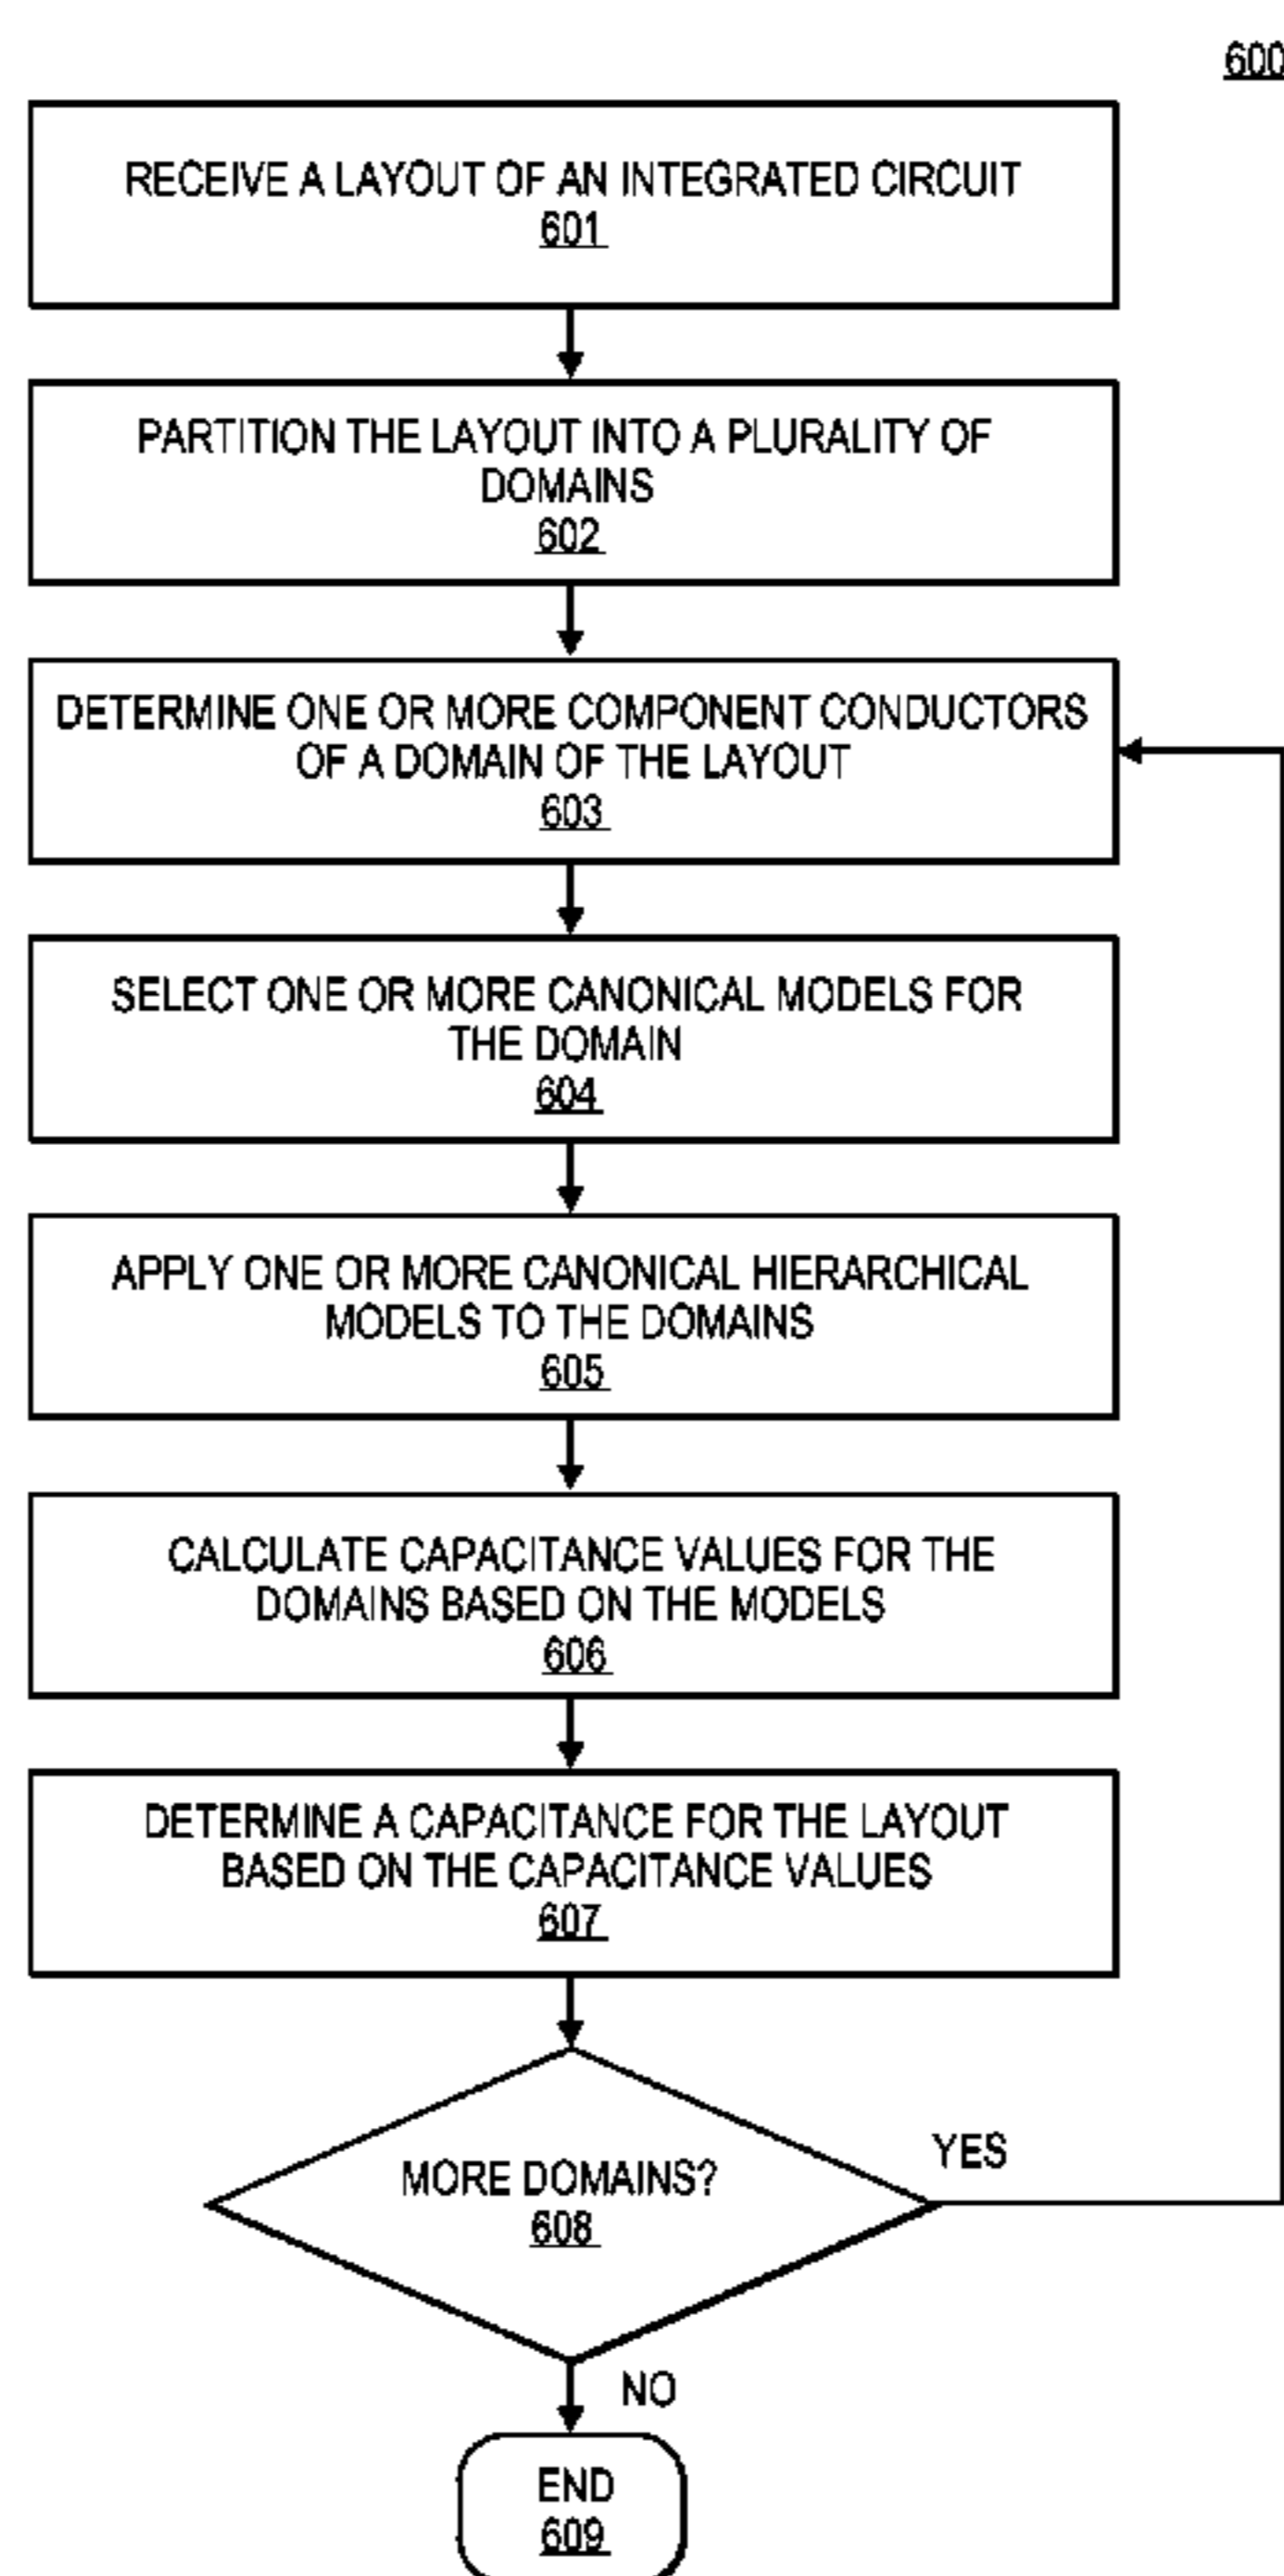 600
RECEIVE A LAYOUT OF AN INTEGRATED CIRCUIT
601
PARTITION THE LAYOUT INTO A PLURALITY OF
DOMAINS
602
DETERMINE ONE OR MORE COMPONENT CONDUCTORS
OF A DOMAIN OF THE LAYOUT
603
SELECT ONE OR MORE CANONICAL MODELS FOR
THE DOMAIN
604
APPLY ONE OR MORE CANONICAL HIERARCHICAL
MODELS TO THE DOMAINS
605
CALCULATE CAPACITANCE VALUES FOR THE
DOMAINS BASED ON THE MODELS
606
DETERMINE A CAPACITANCE FOR THE LAYOUT
BASED ON THE CAPACITANCE VALUES
607
YES
MORE DOMAINS?
608
NO
END
609